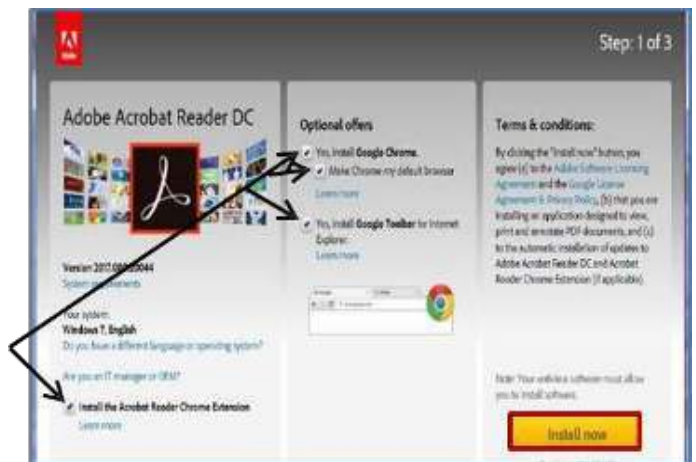 Adobe
Step: 1 of 3
Adobe Acrobat Reader DC
Version 2017.
System requirements
Your system:
Windows 7, English
Do you have a different language or operating system?
Are you an IT manager or OEM?
Install the Acrobat Reader Chrome Extension
Learn more
Optional offers
Yes, install Google Chrome.
Make Chrome my default browser
Learn more
Yes, install Google Toolbar for Internet
Explorer.
Learn more
Terms & conditions:
By clicking the "Install now" button, you
agree (a) to the Adobe Software Licensing
Agreement and the Google License
Agreement & Privacy Policy, (b) that you are
installing an application designed to view,
print and annotate PDF documents, and (c)
to the automatic installation of updates to
Adobe Acrobat Reader DC and Acrobat
Reader Chrome Extension (if applicable).
Note: Your antivirus software must allow
you to install software.
Install now